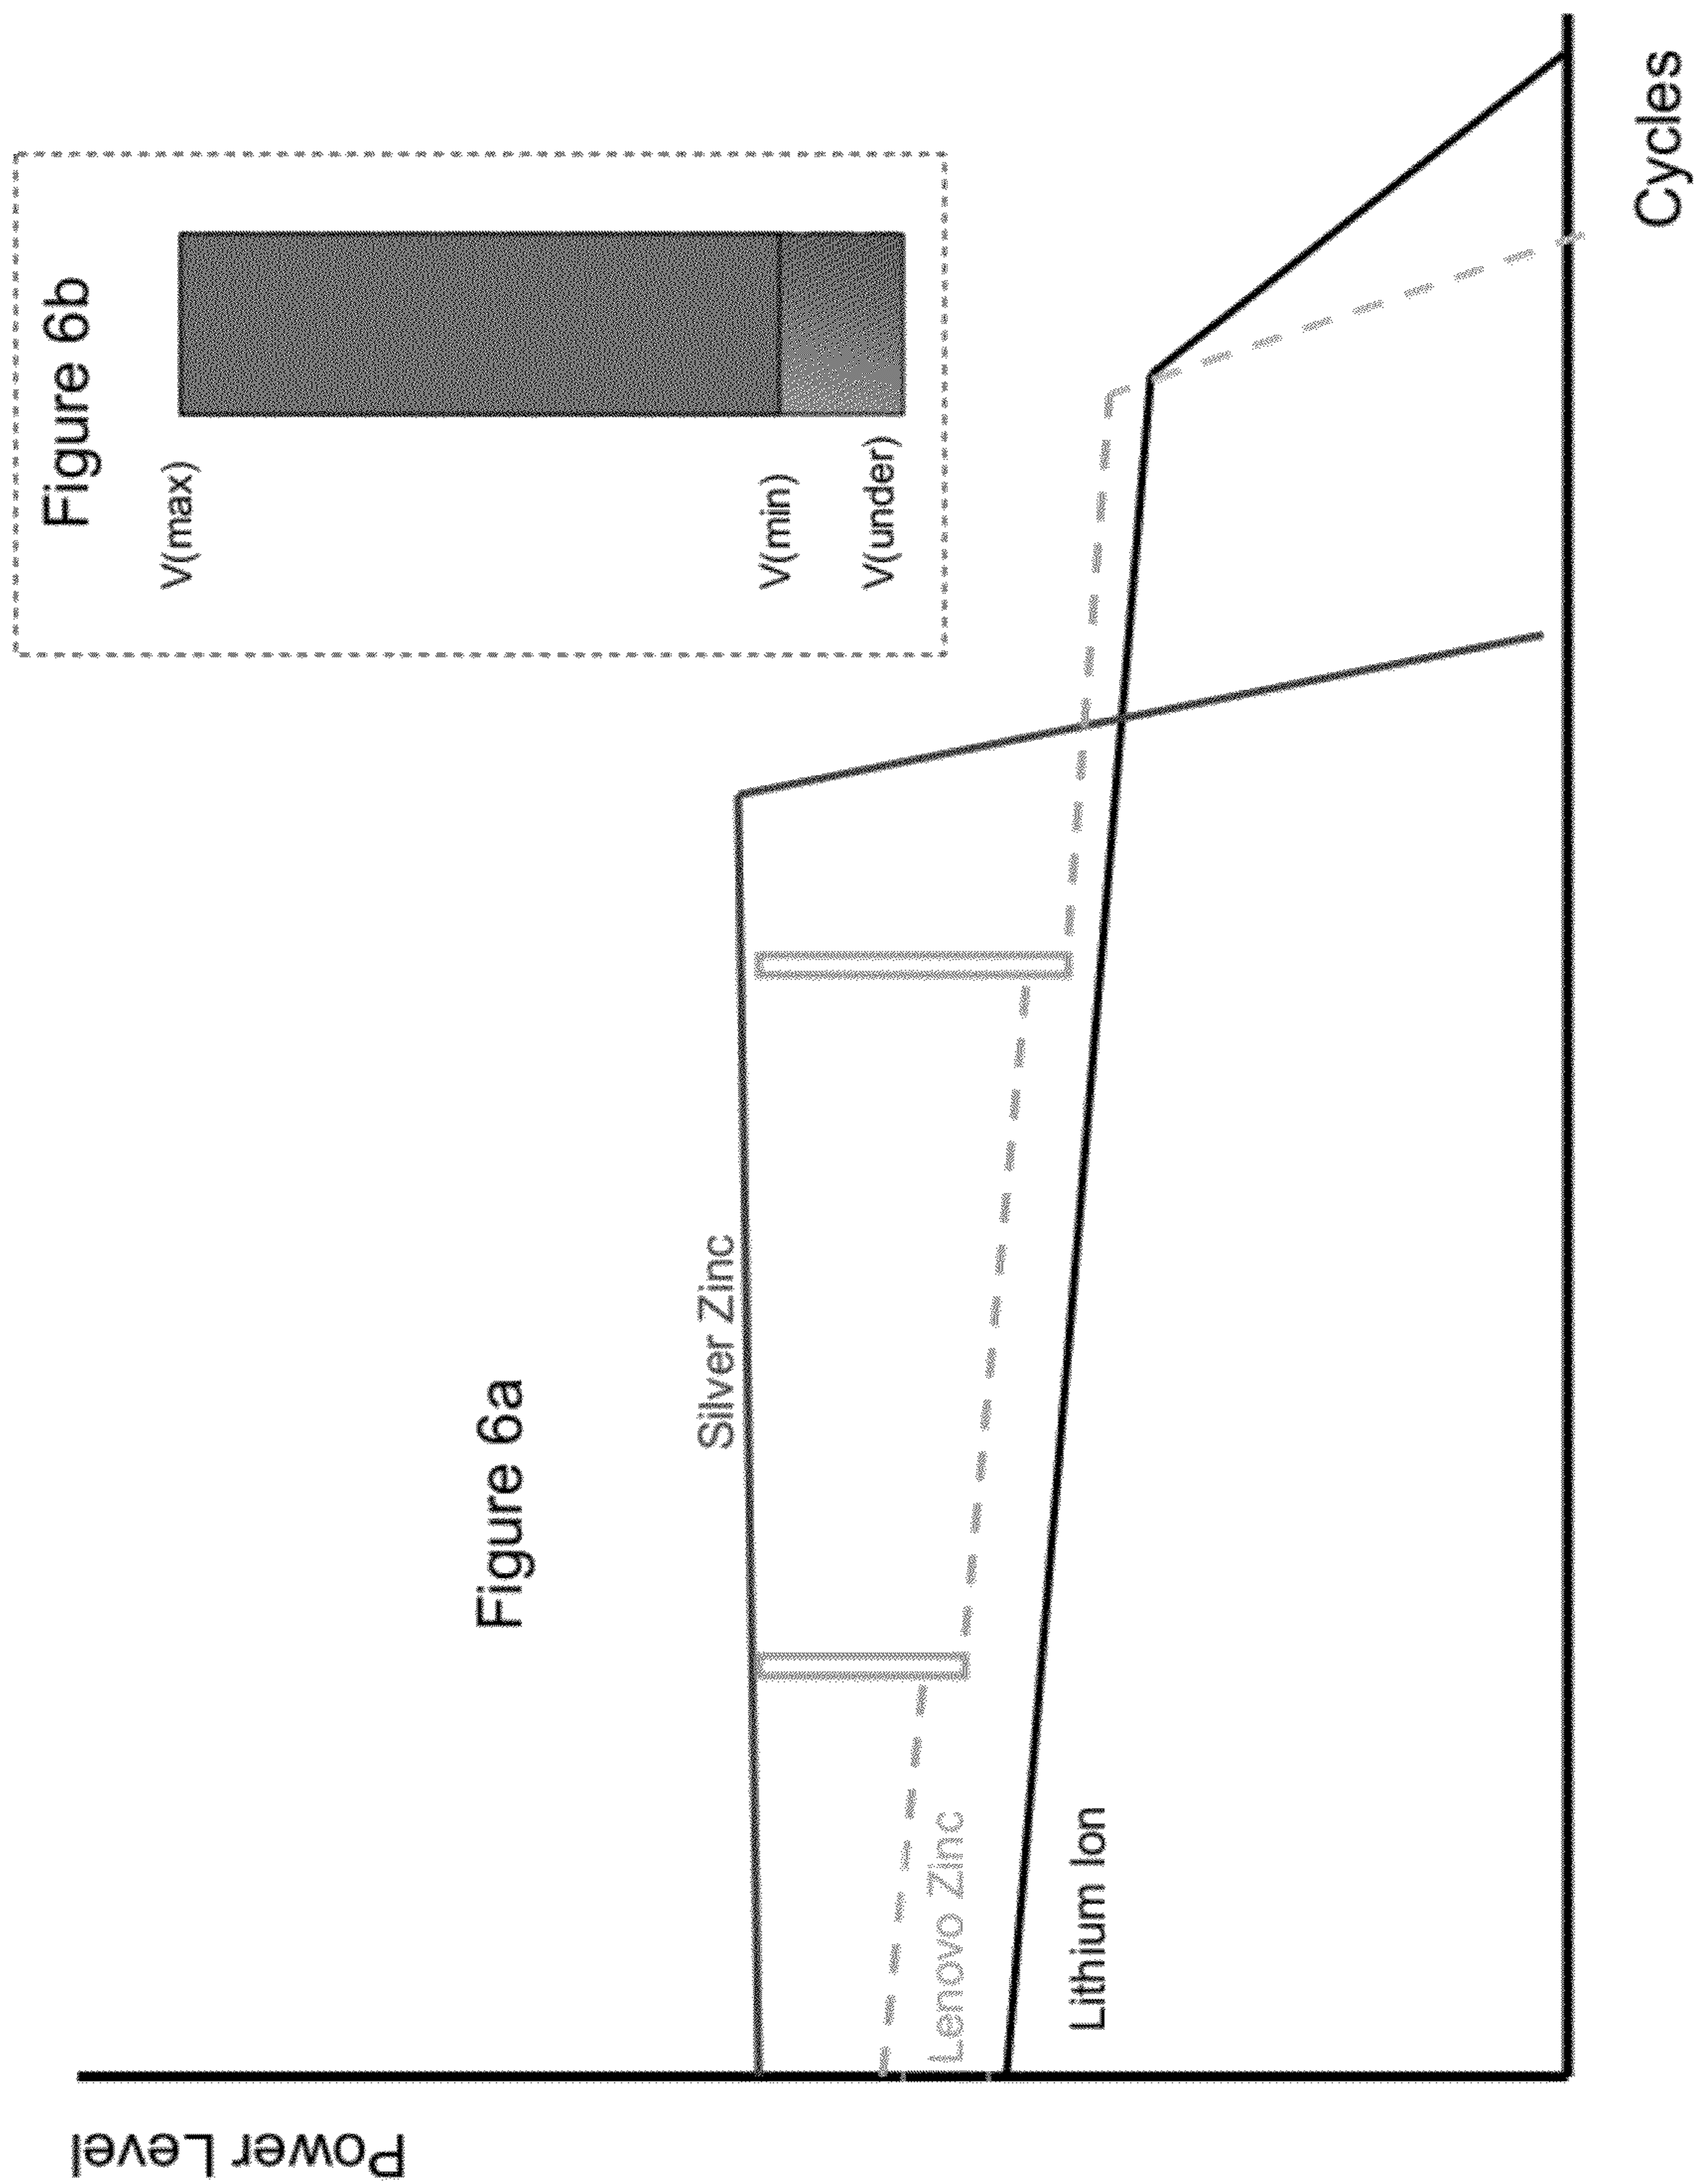 Figure 6b
V(max)
V(min)
V(under)
Figure 6a
Silver Zinc
Lenovo Zinc
Lithium Ion
Power Level
Cycles